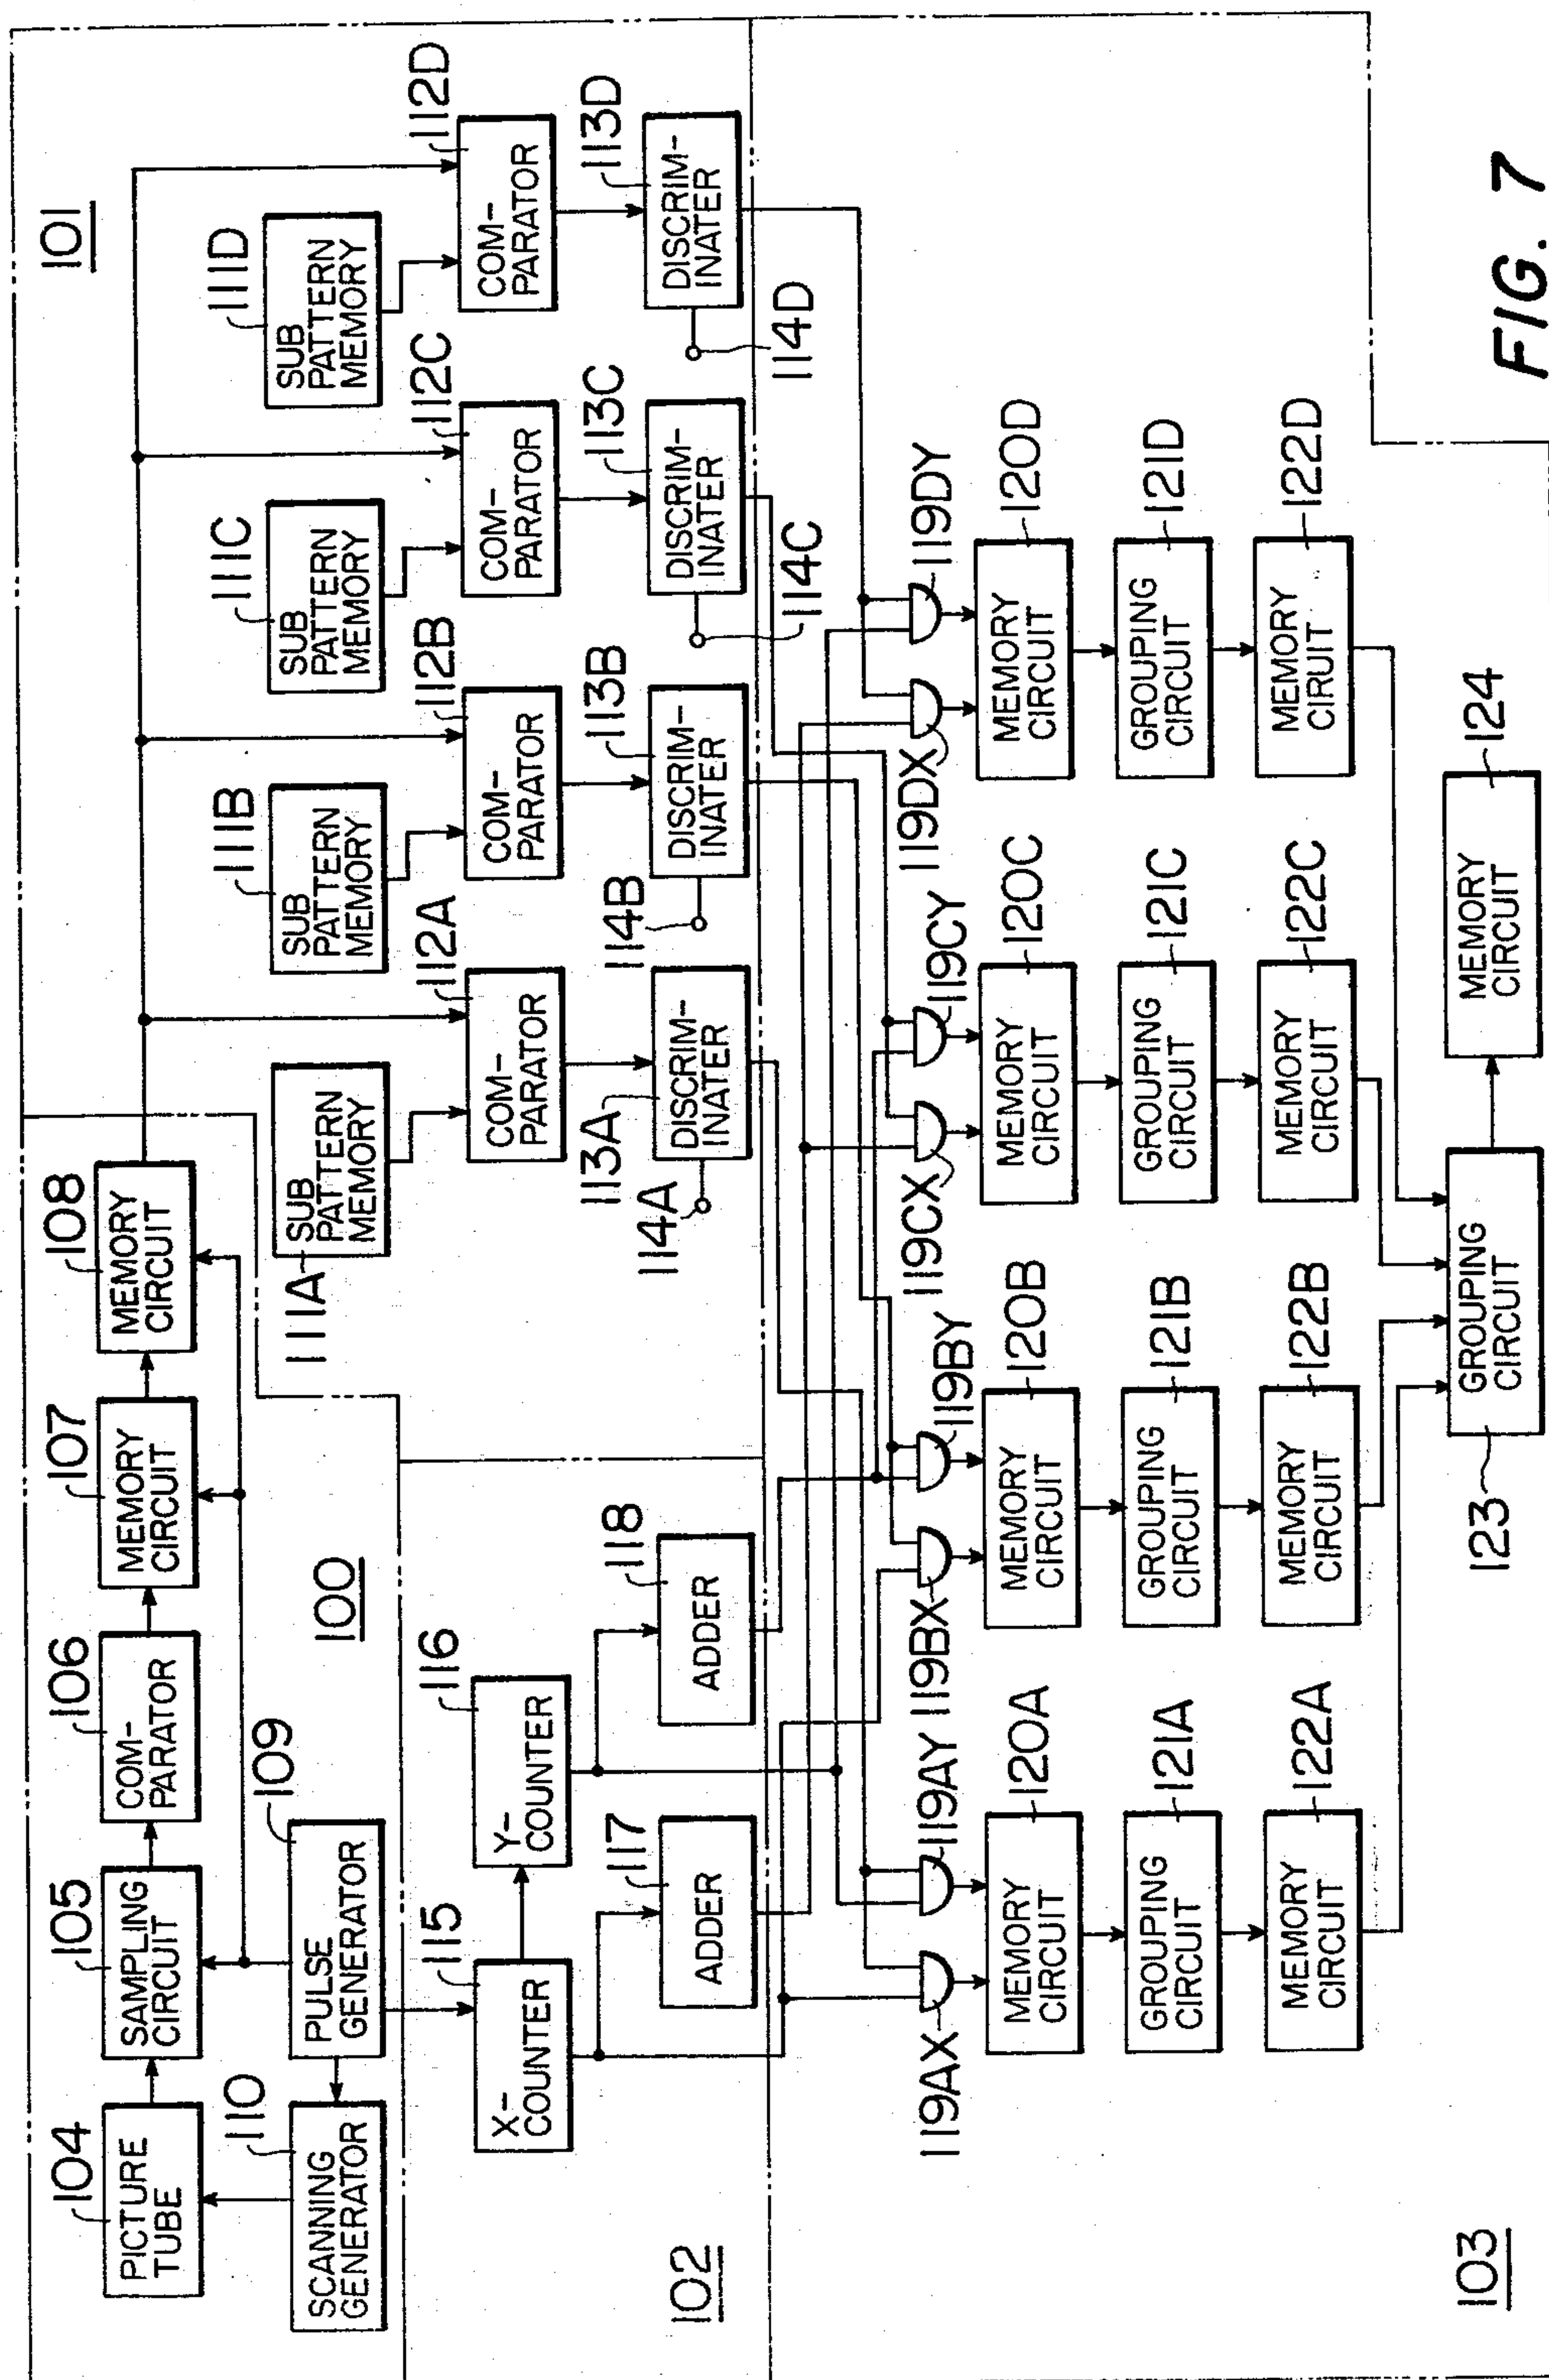 101
104
PICTURE
TUBE
105
SAMPLING
CIRCUIT
106
COM-
PARATOR
107
MEMORY
CIRCUIT
108
MEMORY
CIRCUIT
110
SCANNING
GENERATOR
109
PULSE
GENERATOR
100
111A
SUB
PATTERN
MEMORY
111B
SUB
PATTERN
MEMORY
111C
SUB
PATTERN
MEMORY
111D
SUB
PATTERN
MEMORY
112A
COM-
PARATOR
112B
COM-
PARATOR
112C
COM-
PARATOR
112D
COM-
PARATOR
113A
DISCRIM-
INATER
113B
DISCRIM-
INATER
113C
DISCRIM-
INATER
113D
DISCRIM-
INATER
114A
114B
114C
114D
115
X-
COUNTER
116
Y-
COUNTER
117
ADDER
118
ADDER
102
119AX
119AY
119BX
119BY
119CX
119CY
119DX
119DY
120A
MEMORY
CIRCUIT
120B
MEMORY
CIRCUIT
120C
MEMORY
CIRCUIT
120D
MEMORY
CIRCUIT
121A
GROUPING
CIRCUIT
121B
GROUPING
CIRCUIT
121C
GROUPING
CIRCUIT
121D
GROUPING
CIRCUIT
122A
MEMORY
CIRCUIT
122B
MEMORY
CIRCUIT
122C
MEMORY
CIRCUIT
122D
MEMORY
CIRCUIT
123
GROUPING
CIRCUIT
124
MEMORY
CIRCUIT
103
FIG. 7